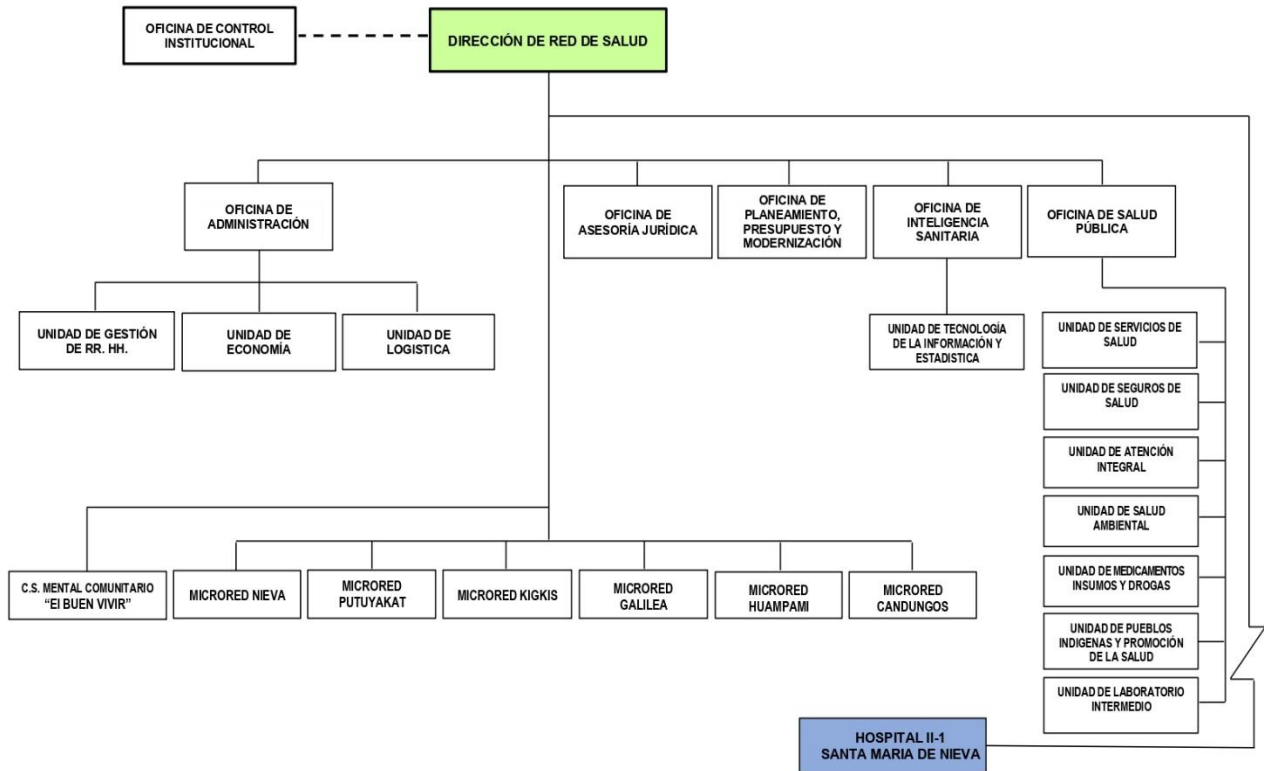 OFICINA DE CONTROL
INSTITUCIONAL
DIRECCIÓN DE RED DE SALUD
OFICINA DE
ADMINISTRACIÓN
OFICINA DE
ASESORÍA JURÍDICA
OFICINA DE
PLANEAMIENTO,
PRESUPUESTO Y
MODERNIZACIÓN
OFICINA DE
INTELIGENCIA
SANITARIA
OFICINA DE SALUD
PÚBLICA
UNIDAD DE GESTIÓN
DE RR. HH.
UNIDAD DE
ECONOMÍA
UNIDAD DE
LOGISTICA
UNIDAD DE TECNOLOGÍA
DE LA INFORMACIÓN Y
ESTADISTICA
UNIDAD DE SERVICIOS DE
SALUD
UNIDAD DE SEGUROS DE
SALUD
UNIDAD DE ATENCIÓN
INTEGRAL
UNIDAD DE SALUD
AMBIENTAL
UNIDAD DE MEDICAMENTOS
INSUMOS Y DROGAS
UNIDAD DE PUEBLOS
INDIGENAS Y PROMOCIÓN
DE LA SALUD
UNIDAD DE LABORATORIO
INTERMEDIO
C.S. MENTAL COMUNITARIO
“El BUEN VIVIR”
MICRORED NIEVA
MICRORED
PUTUYAKAT
MICRORED KIGKIS
MICRORED
GALILEA
MICRORED
HUAMPAMI
MICRORED
CANDUNGOS
HOSPITAL II-1
SANTA MARIA DE NIEVA